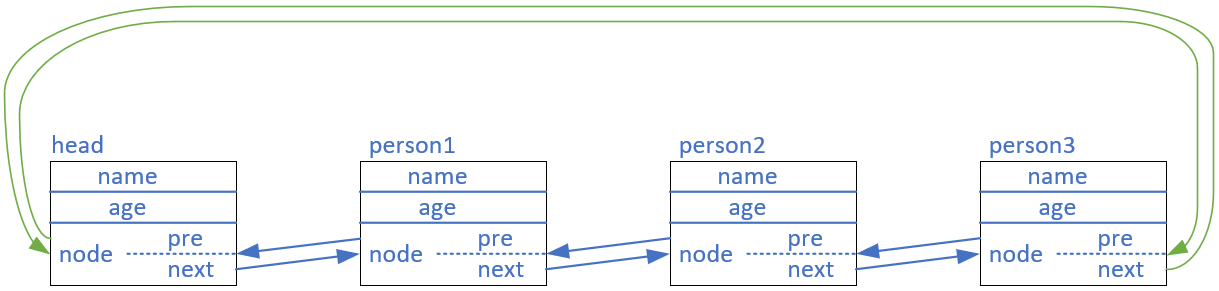 head
name
age
pre
node
next
person1
name
age
pre
node
next
person2
name
age
pre
node
next
person3
name
age
pre
node
next